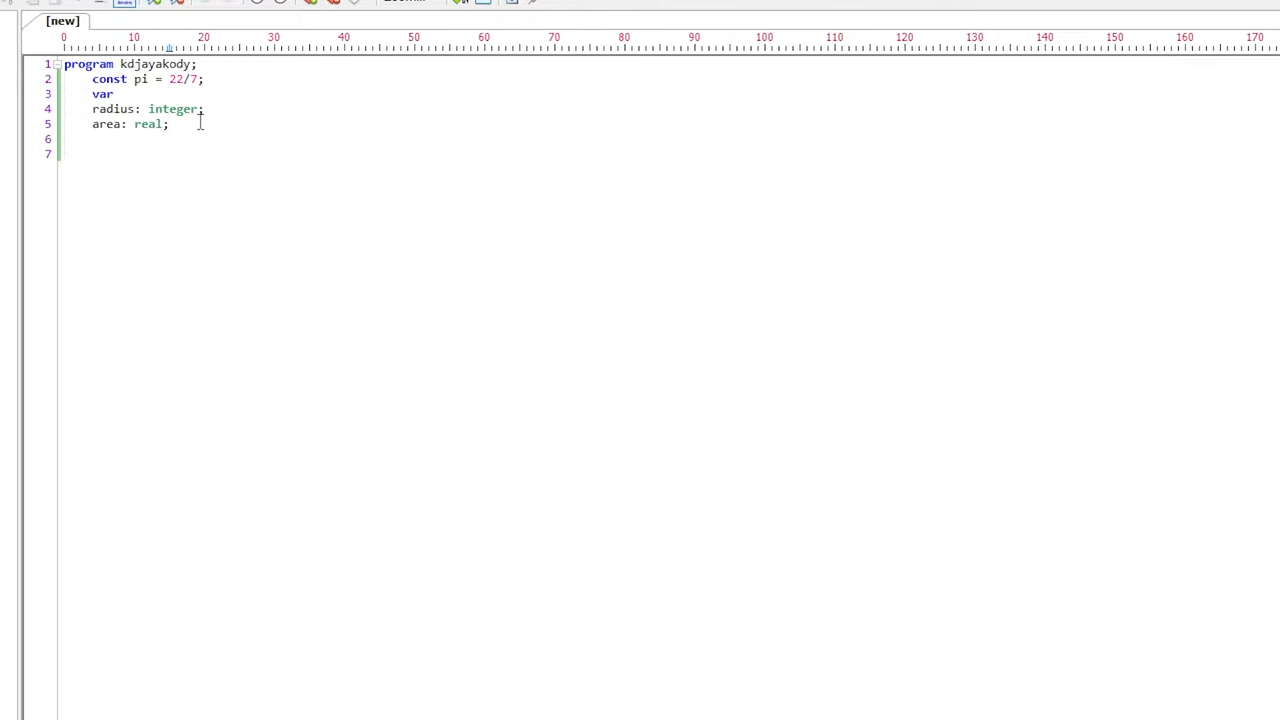 [new]
0 10 20 30 40 50 60 70 80 90 100 110 120 130 140 150 160 170
1 program kdjayakody;
2 const pi = 22/7;
3 var
4 radius: integer;
5 area: real;
6
7